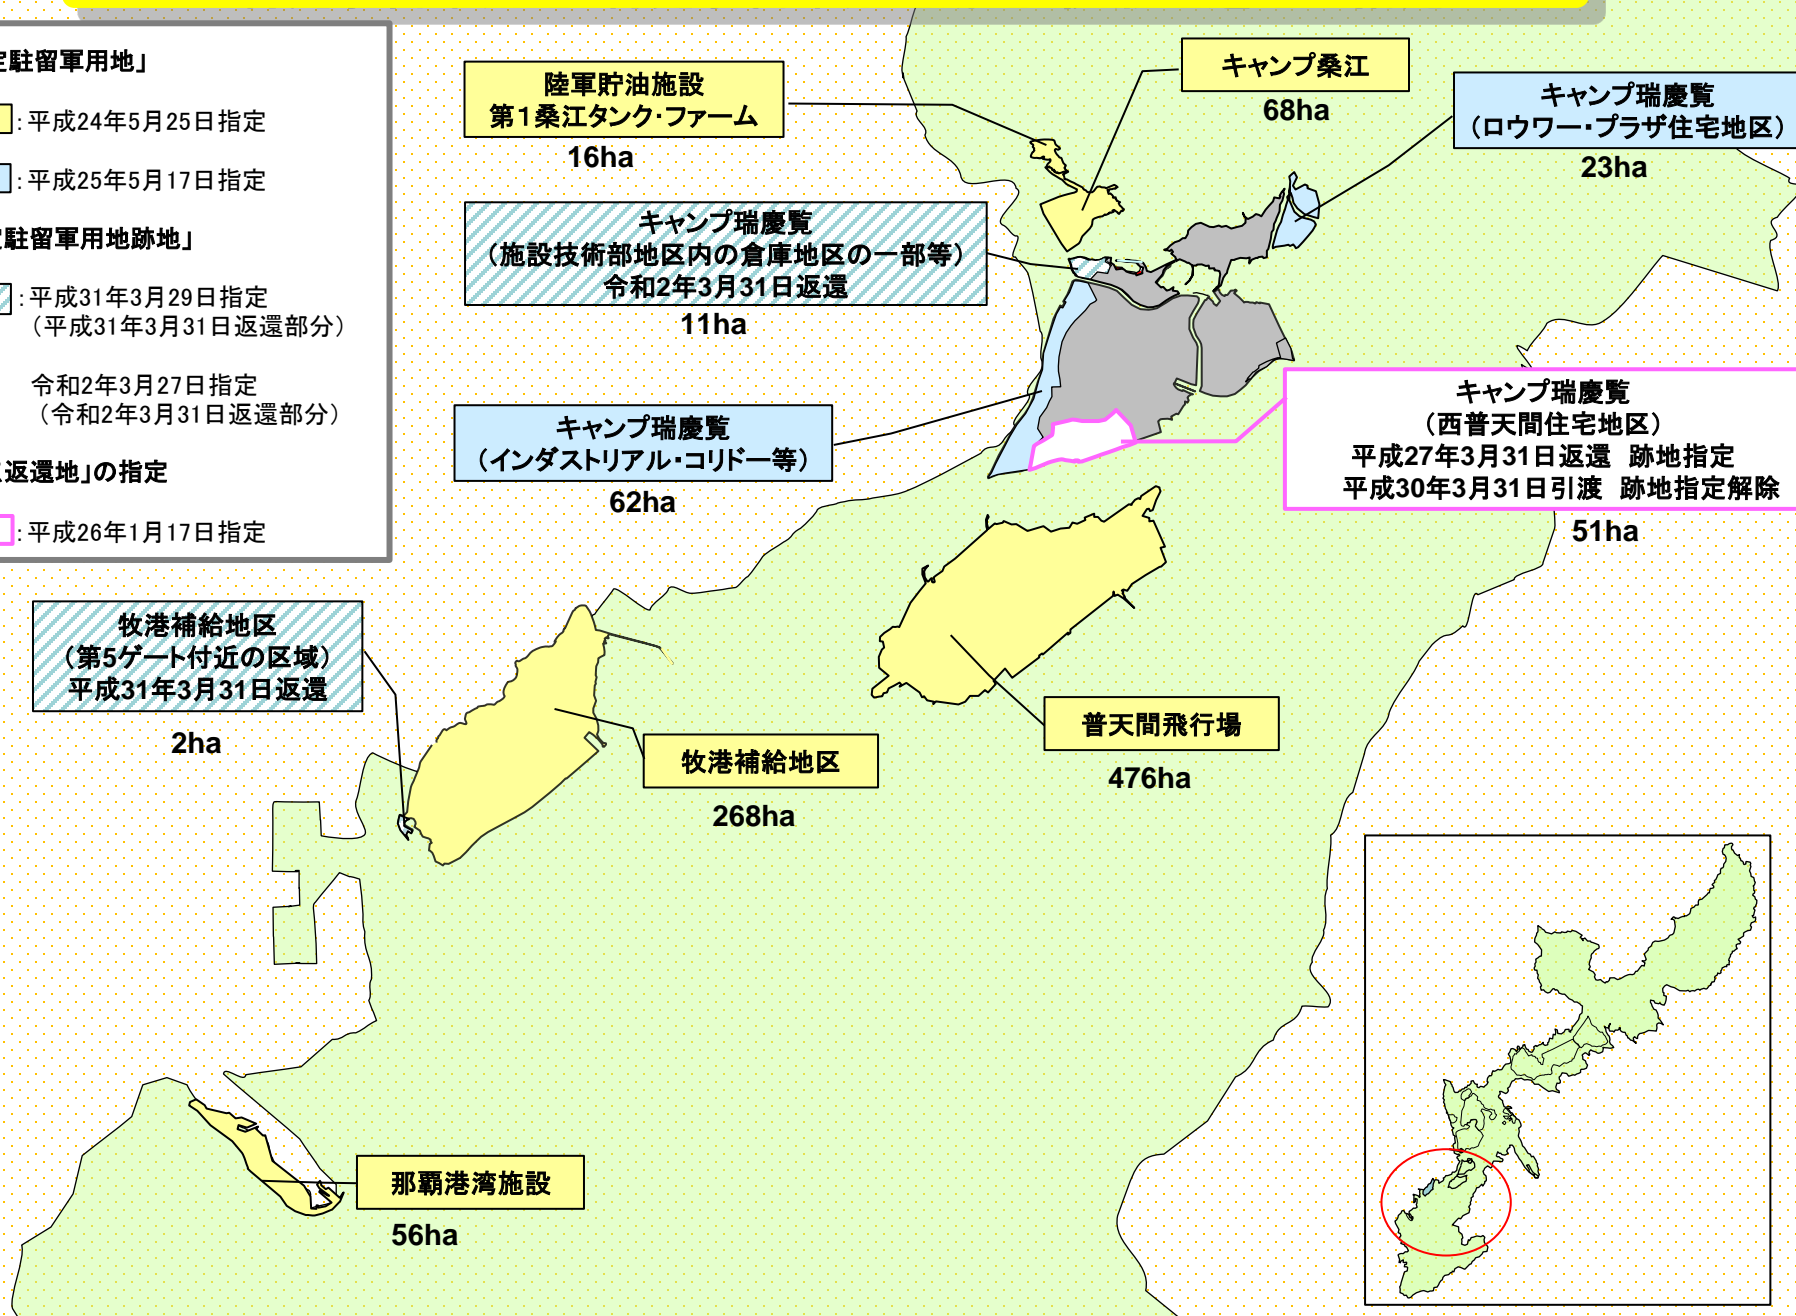 定駐留軍用地」
：平成24年5月25日指定
：平成25年5月17日指定
定駐留軍用地跡地」
：平成31年3月29日指定
（平成31年3月31日返還部分）
令和2年3月27日指定
（令和2年3月31日返還部分）
返還地」の指定
：平成26年1月17日指定
陸軍貯油施設
第1桑江タンク・ファーム
16ha
キャンプ桑江
68ha
キャンプ瑞慶覧
（ロウワー・プラザ住宅地区）
23ha
キャンプ瑞慶覧
（施設技術部地区内の倉庫地区の一部等）
令和2年3月31日返還
11ha
キャンプ瑞慶覧
（インダストリアル・コリドー等）
62ha
キャンプ瑞慶覧
（西普天間住宅地区）
平成27年3月31日返還 跡地指定
平成30年3月31日引渡 跡地指定解除
51ha
牧港補給地区
（第5ゲート付近の区域）
平成31年3月31日返還
2ha
牧港補給地区
268ha
普天間飛行場
476ha
那覇港湾施設
56ha